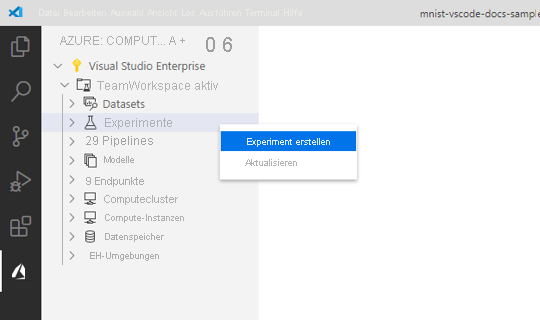 Datei Bearbeiten Auswahl Ansicht Los Ausführen Terminal Hilfe
mnist-vscode-docs-sample
AZURE: COMPUT... A + 0 6
Visual Studio Enterprise
TeamWorkspace aktiv
Datasets
Experimente
Experiment erstellen
29 Pipelines
Aktualisieren
Modelle
9 Endpunkte
Computecluster
Compute-Instanzen
Datenspeicher
EH-Umgebungen